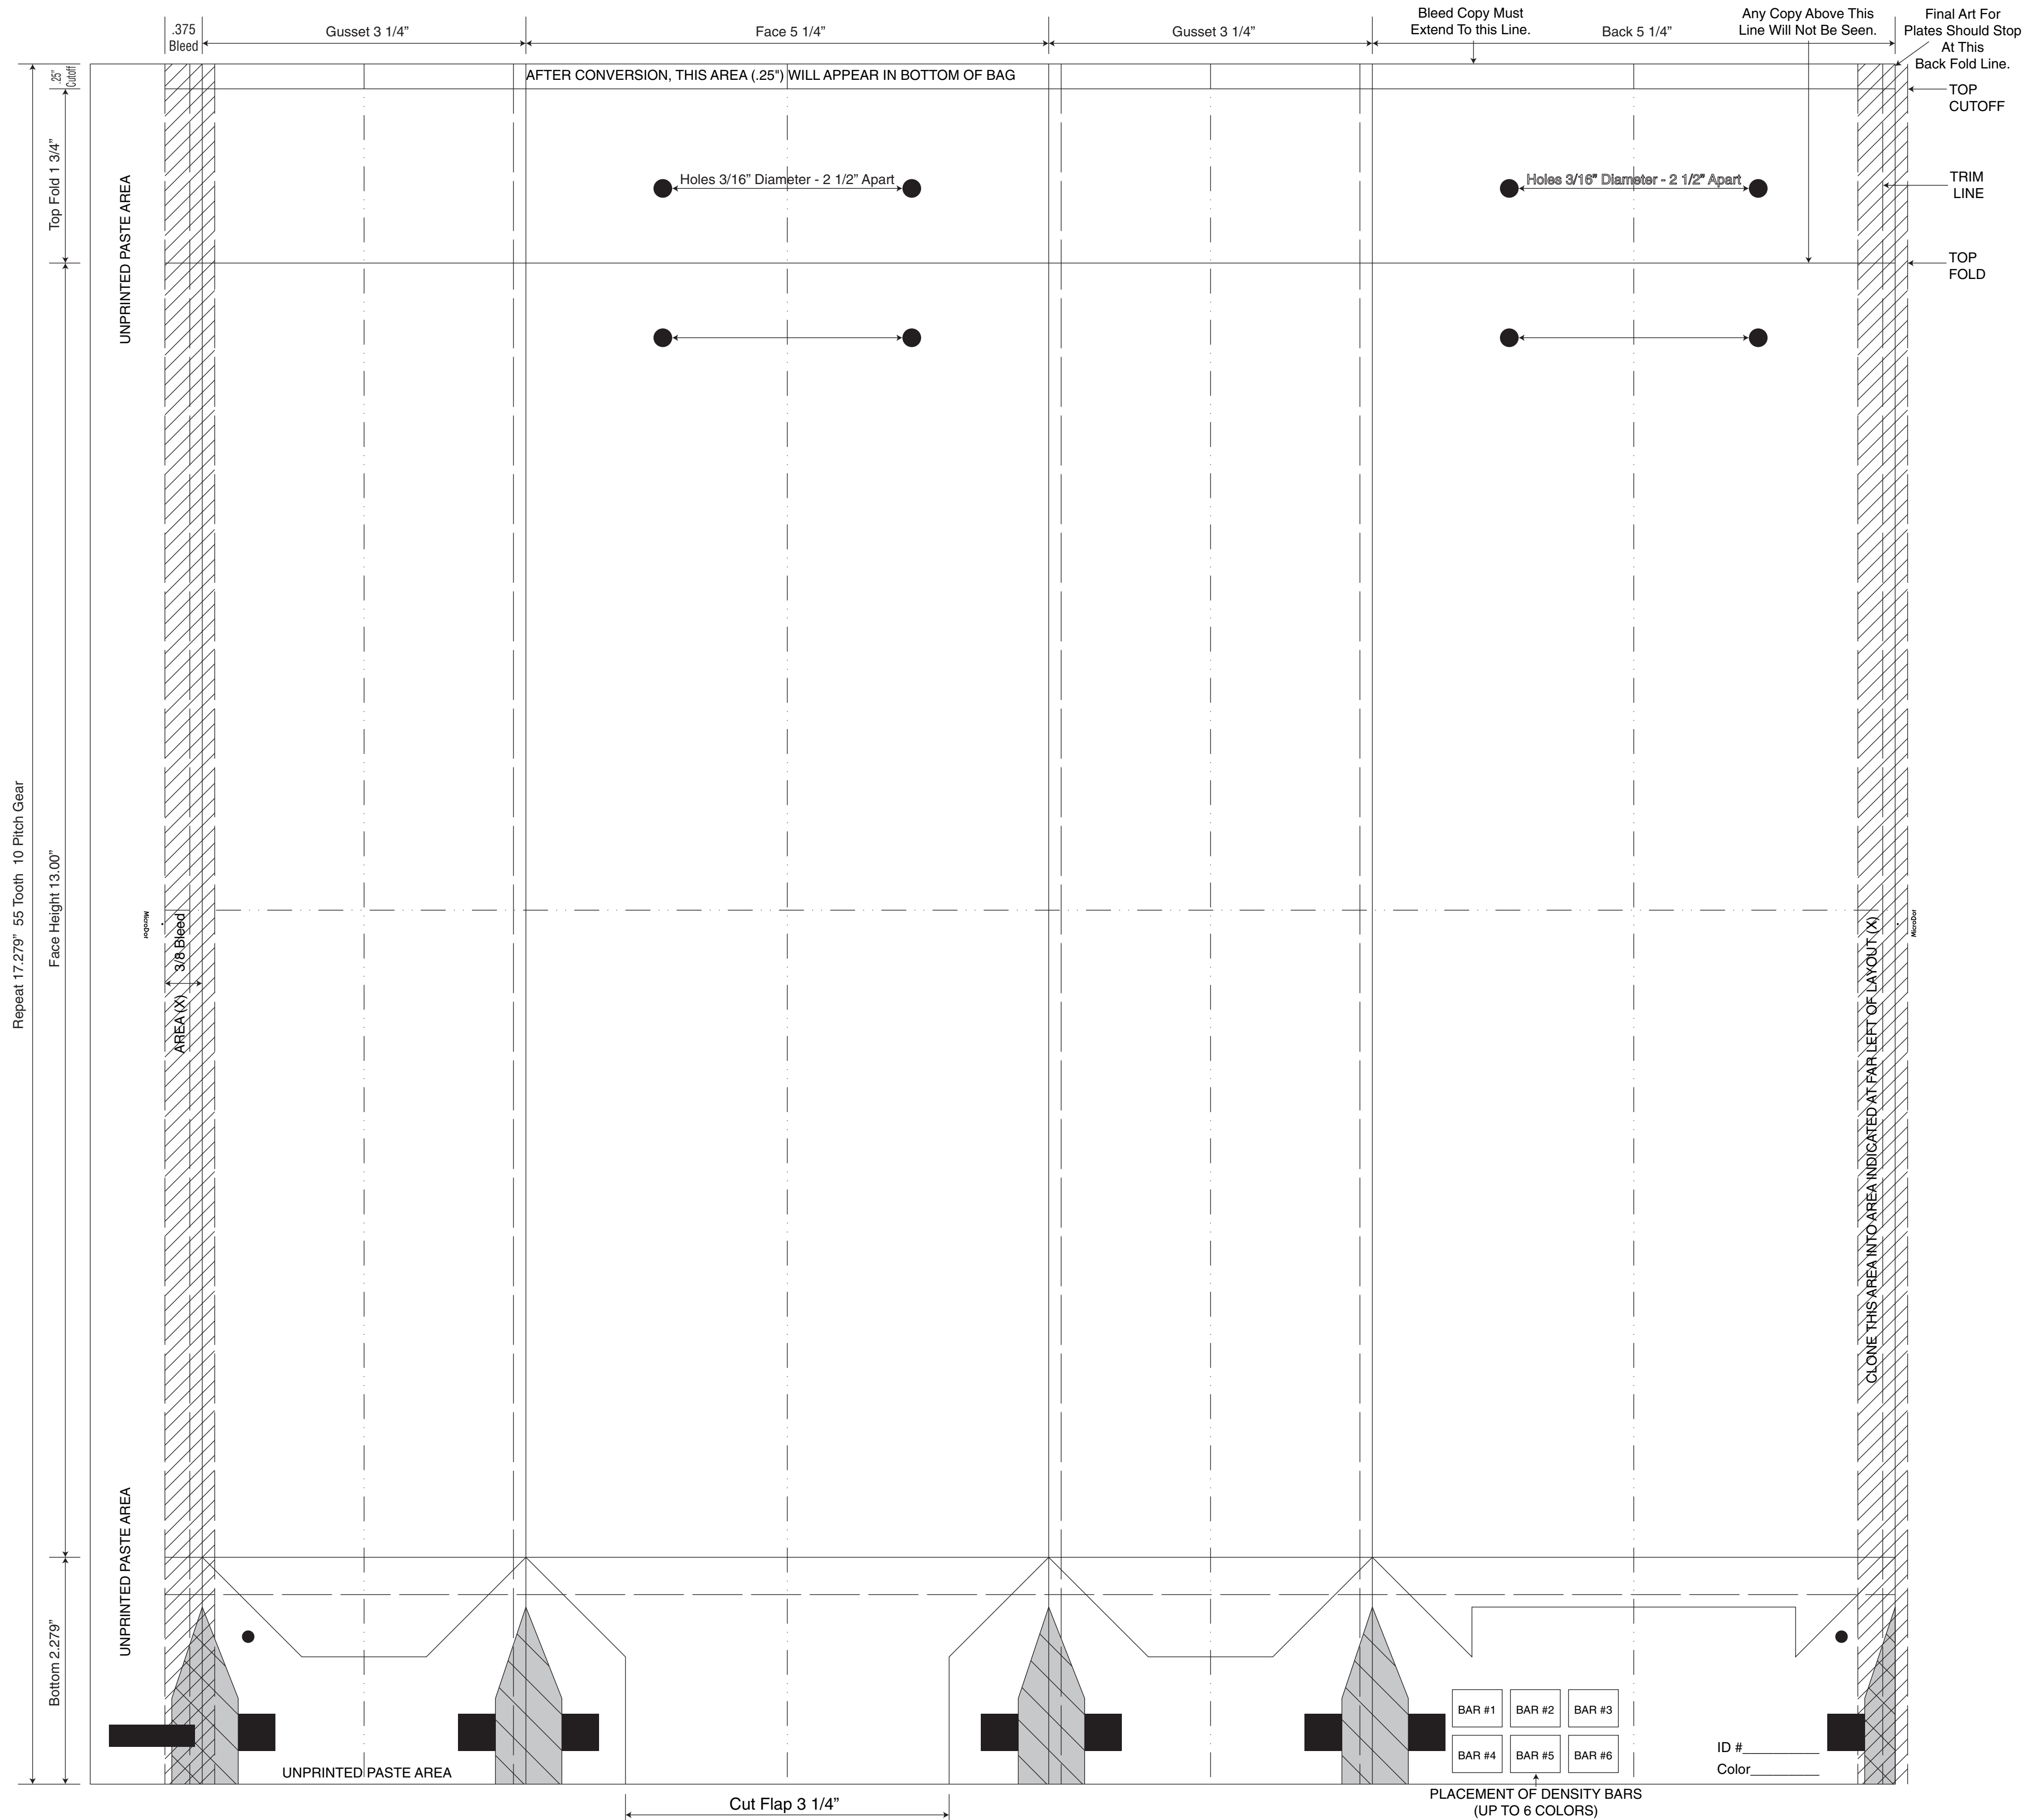 .375
Bleed
Gusset 3 1/4”
Face 5 1/4”
Gusset 3 1/4”
Bleed Copy Must
Extend To this Line.
Back 5 1/4”
Any Copy Above This
Line Will Not Be Seen.
Final Art For
Plates Should Stop
At This
Back Fold Line.
.25"
Cutoff
AFTER CONVERSION, THIS AREA (.25") WILL APPEAR IN BOTTOM OF BAG
TOP
CUTOFF
Top Fold 1 3/4”
UNPRINTED PASTE AREA
Holes 3/16” Diameter - 2 1/2” Apart
Holes 3/16” Diameter - 2 1/2” Apart
TRIM
LINE
TOP
FOLD
Repeat 17.279” 55 Tooth 10 Pitch Gear
Face Height 13.00”
MicroDot
3/8 Bleed
AREA (X)
CLONE THIS AREA INTO AREA INDICATED AT FAR LEFT OF LAYOUT (X)
MicroDot
UNPRINTED PASTE AREA
Bottom 2.279”
BAR #1
BAR #2
BAR #3
BAR #4
BAR #5
BAR #6
ID #__________
Color_________
UNPRINTED PASTE AREA
PLACEMENT OF DENSITY BARS
(UP TO 6 COLORS)
Cut Flap 3 1/4”